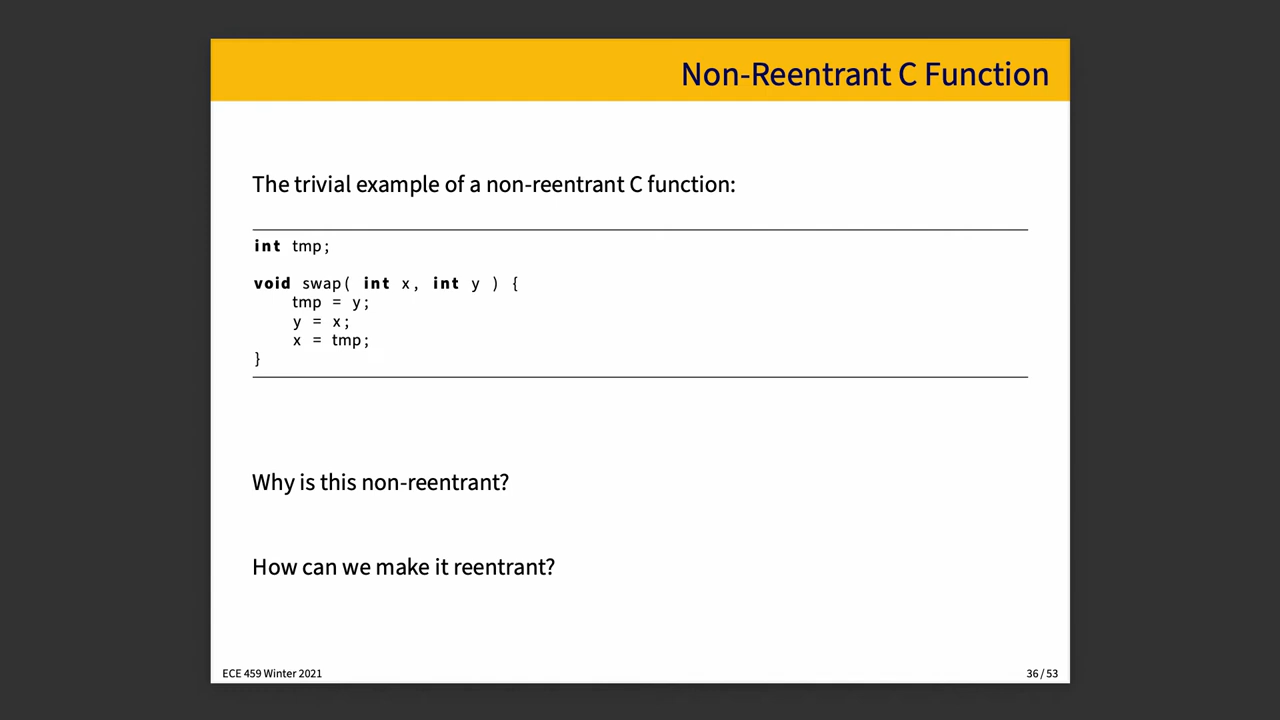 Non-Reentrant C Function
The trivial example of a non-reentrant C function:
int tmp;
void swap( int x, int y ) {
    tmp = y;
    y = x;
    x = tmp;
}
Why is this non-reentrant?
How can we make it reentrant?
ECE 459 Winter 2021
36 / 53